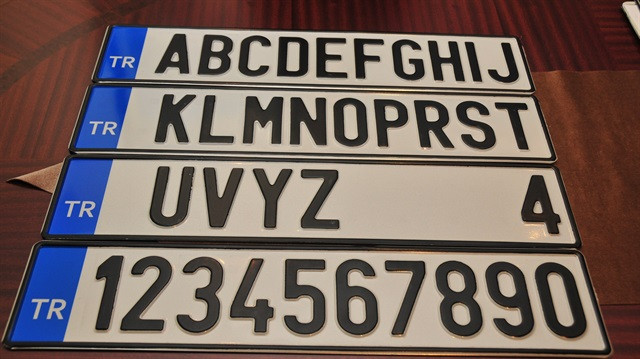 TR ABCDEFGHIJ
TR KLMNOPRST
TR UVYZ 4
TR 1234567890